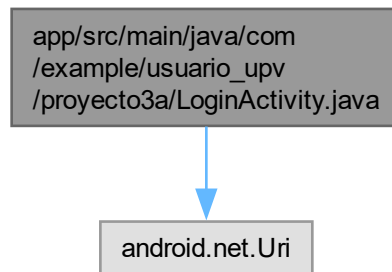 app/src/main/java/com
/example/usuario_upv
/proyecto3a/LoginActivity.java
android.net.Uri